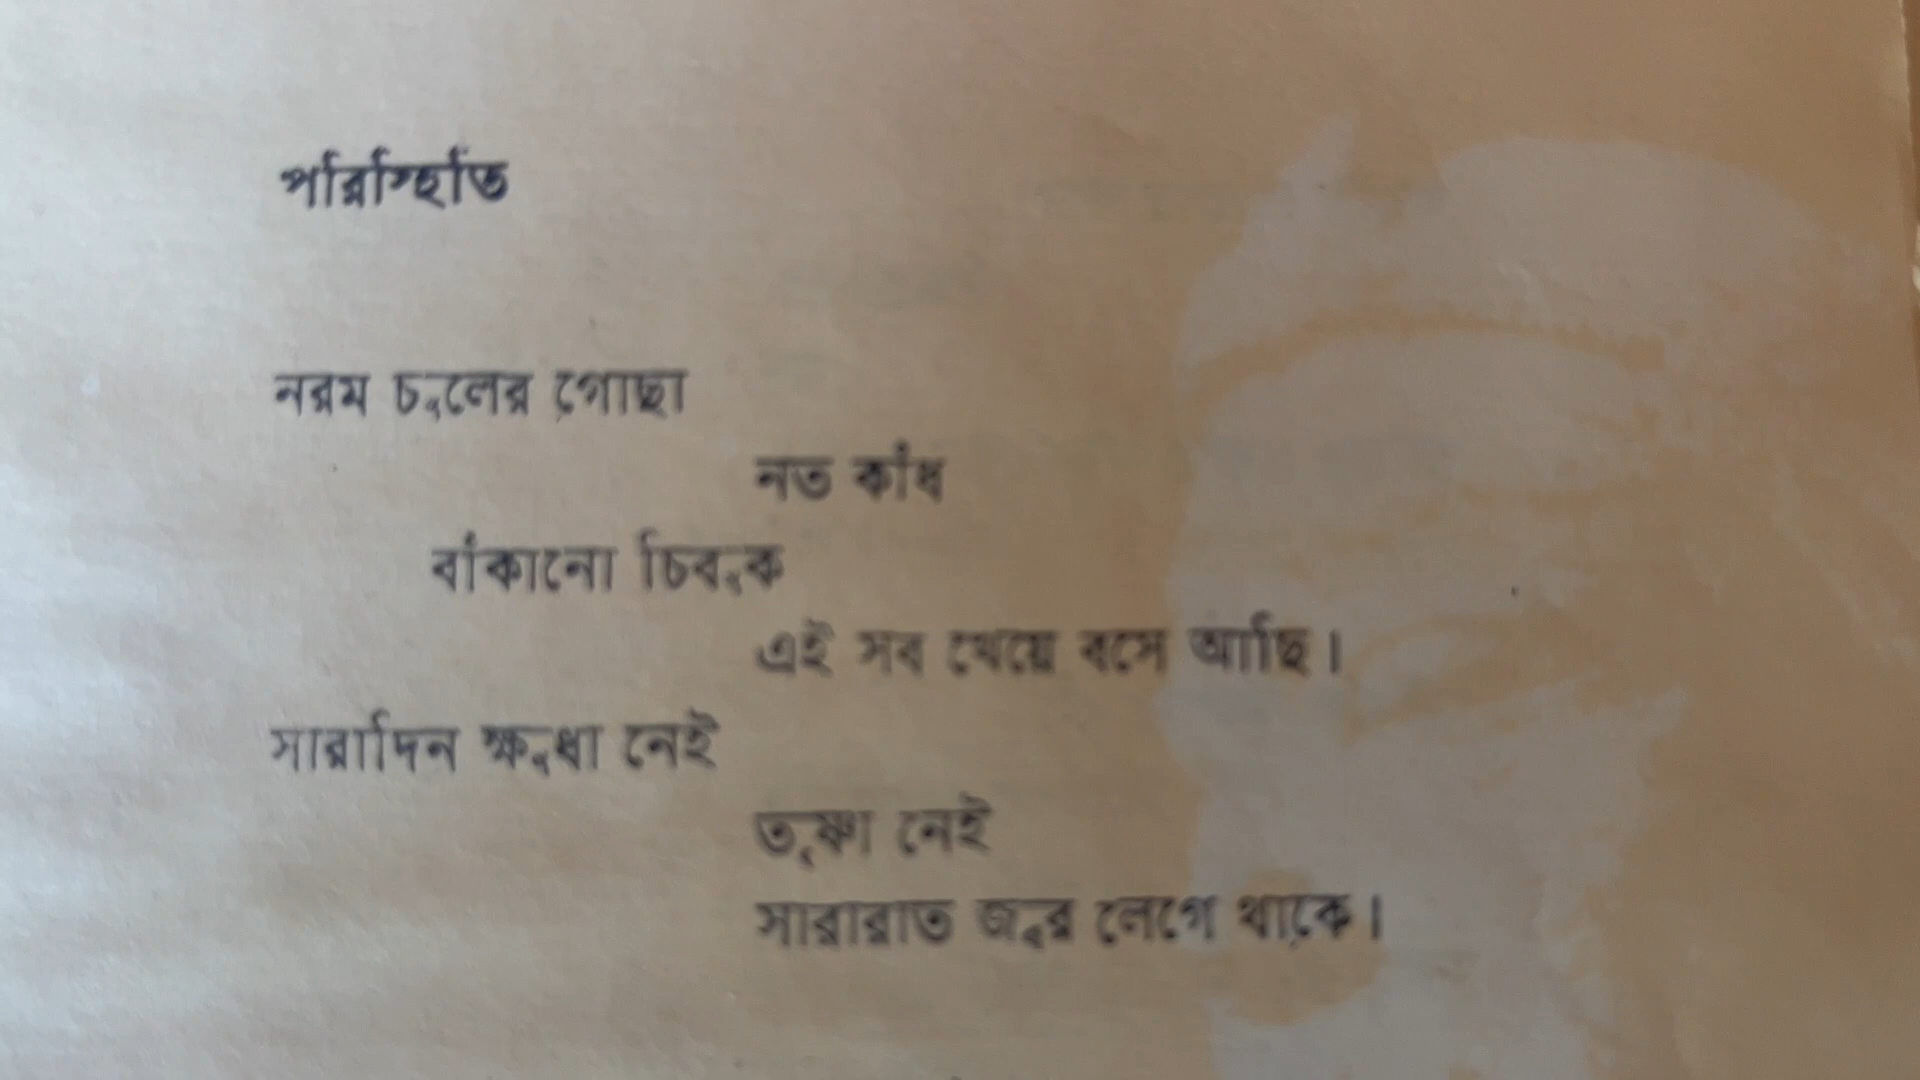 পরিস্থিতি
নরম চুলের গোছা
নত কাঁধ
বাঁকানো চিবুক
এই সব খেয়ে বসে আছি।
সারাদিন ক্ষুধা নেই
তৃষ্ণা নেই
সারারাত জ্বর লেগে থাকে।